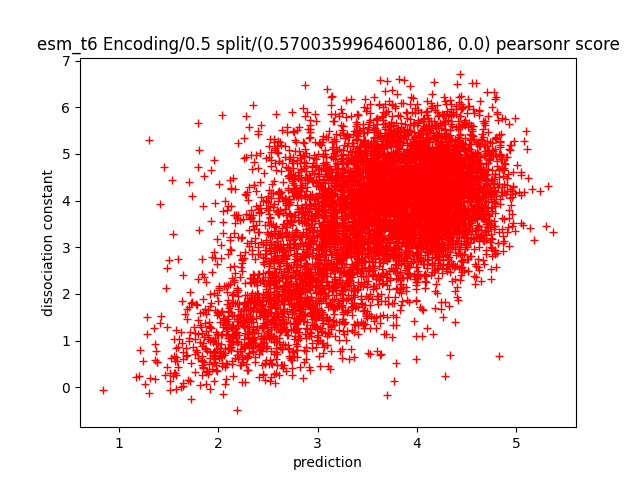 esm_t6 Encoding/0.5 split/(0.5700359964600186, 0.0) pearsonr score
7
6
5
4
3
2
1
0
dissociation constant
1 2 3 4 5
prediction